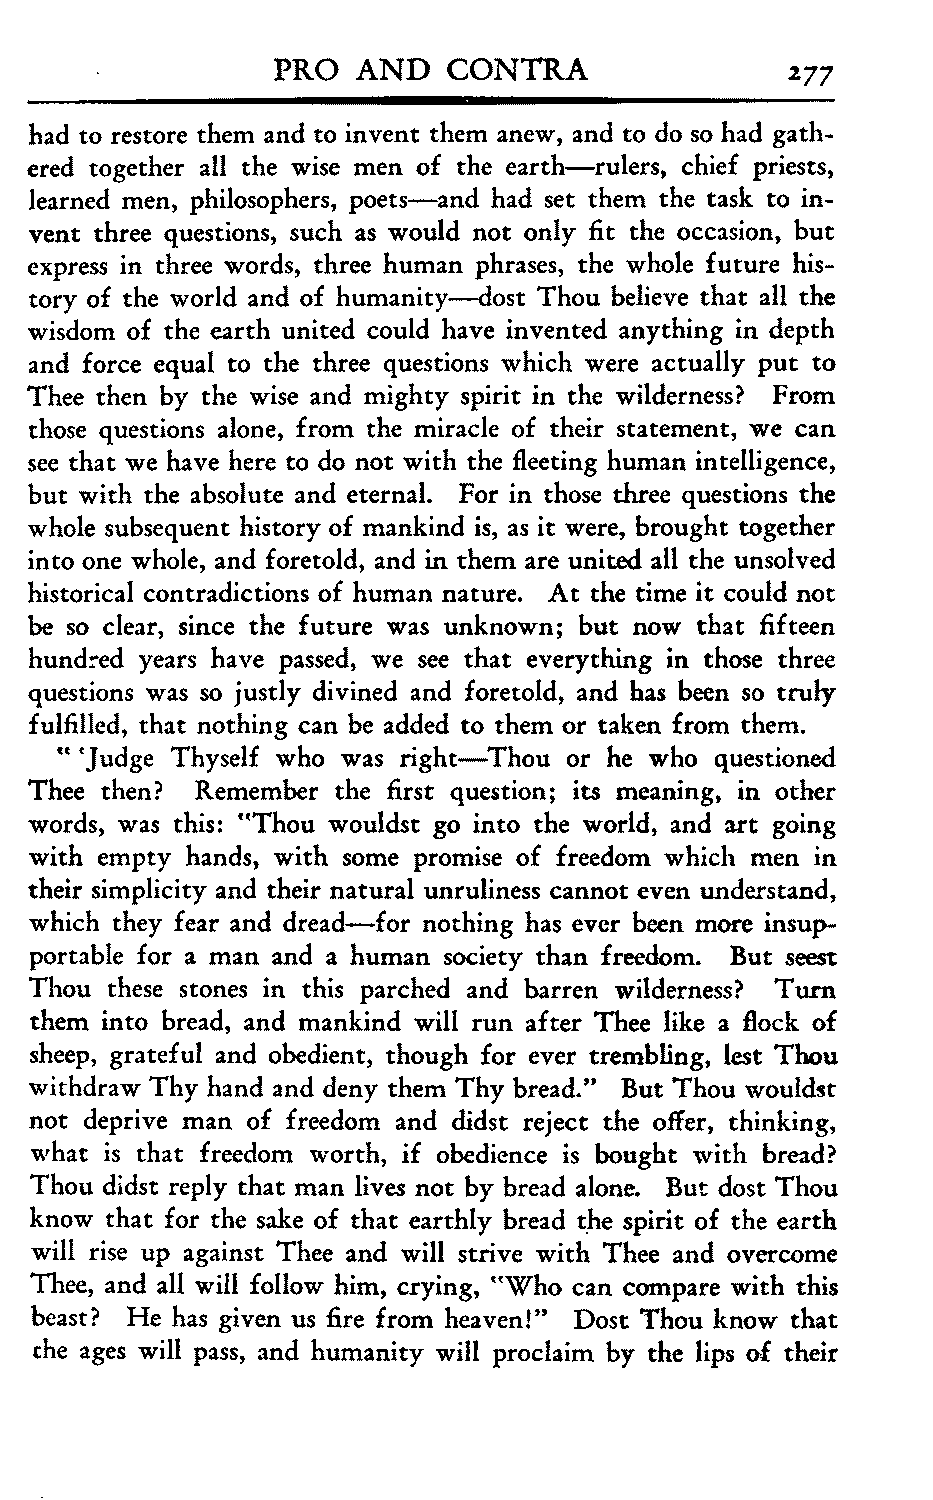 PRO AND CONTRA 277
had to restore them and to invent them anew, and to do so had gath-
ered together all the wise men of the earth—rulers, chief priests,
learned men, philosophers, poets—and had set them the task to in-
vent three questions, such as would not only fit the occasion, but
express in three words, three human phrases, the whole future his-
tory of the world and of humanity—dost Thou believe that all the
wisdom of the earth united could have invented anything in depth
and force equal to the three questions which were actually put to
Thee then by the wise and mighty spirit in the wilderness? From
those questions alone, from the miracle of their statement, we can
see that we have here to do not with the fleeting human intelligence,
but with the absolute and eternal. For in those three questions the
whole subsequent history of mankind is, as it were, brought together
into one whole, and foretold, and in them are united all the unsolved
historical contradictions of human nature. At the time it could not
be so clear, since the future was unknown; but now that fifteen
hundred years have passed, we see that everything in those three
questions was so justly divined and foretold, and has been so truly
fulfilled, that nothing can be added to them or taken from them.
" 'Judge Thyself who was right—Thou or he who questioned
Thee then? Remember the first question; its meaning, in other
words, was this: "Thou wouldst go into the world, and art going
with empty hands, with some promise of freedom which men in
their simplicity and their natural unruliness cannot even understand,
which they fear and dread—for nothing has ever been more insup-
portable for a man and a human society than freedom. But seest
Thou these stones in this parched and barren wilderness? Turn
them into bread, and mankind will run after Thee like a flock of
sheep, grateful and obedient, though for ever trembling, lest Thou
withdraw Thy hand and deny them Thy bread." But Thou wouldst
not deprive man of freedom and didst reject the offer, thinking,
what is that freedom worth, if obedience is bought with bread?
Thou didst reply that man lives not by bread alone. But dost Thou
know that for the sake of that earthly bread the spirit of the earth
will rise up against Thee and will strive with Thee and overcome
Thee, and all will follow him, crying, "Who can compare with this
beast? He has given us fire from heaven!" Dost Thou know that
the ages will pass, and humanity will proclaim by the lips of their